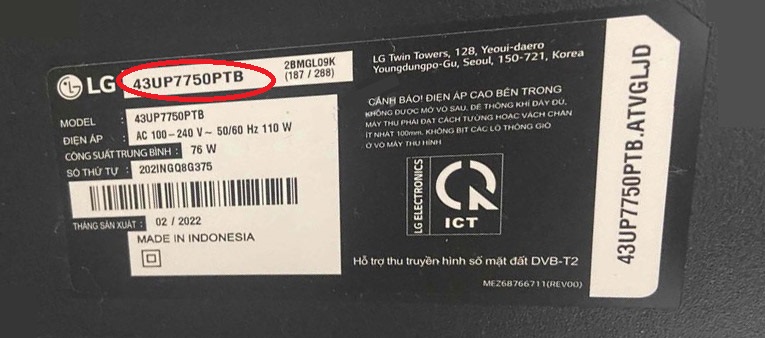 LG 43UP7750PTB
2BMGL09K
(187 / 288)
MODEL : 43UP7750PTB
ĐIỆN ÁP : AC 100-240 V~ 50/60 Hz 110 W
CÔNG SUẤT TRUNG BÌNH : 76 W
SỐ THỨ TỰ : 202INGQ8G375
THÁNG SẢN XUẤT : 02 / 2022
MADE IN INDONESIA
LG Twin Towers, 128, Yeoui-daero
Youngdungpo-Gu, Seoul, 150-721, Korea
CẢNH BÁO! ĐIỆN ÁP CAO BÊN TRONG
KHÔNG ĐƯỢC MỞ VỎ SAU. ĐỂ THÔNG KHÍ ĐẦY ĐỦ,
MÁY THU PHẢI ĐẶT CÁCH TƯỜNG HOẶC VÁCH CHẮN
ÍT NHẤT 100mm. KHÔNG BỊT CÁC LỖ THÔNG GIÓ
Ở VỎ MÁY THU HÌNH
LG ELECTRONICS
ICT
Hỗ trợ thu truyền hình số mặt đất DVB-T2
MEZ68766711(REV00)
43UP7750PTB.ATVGLJD